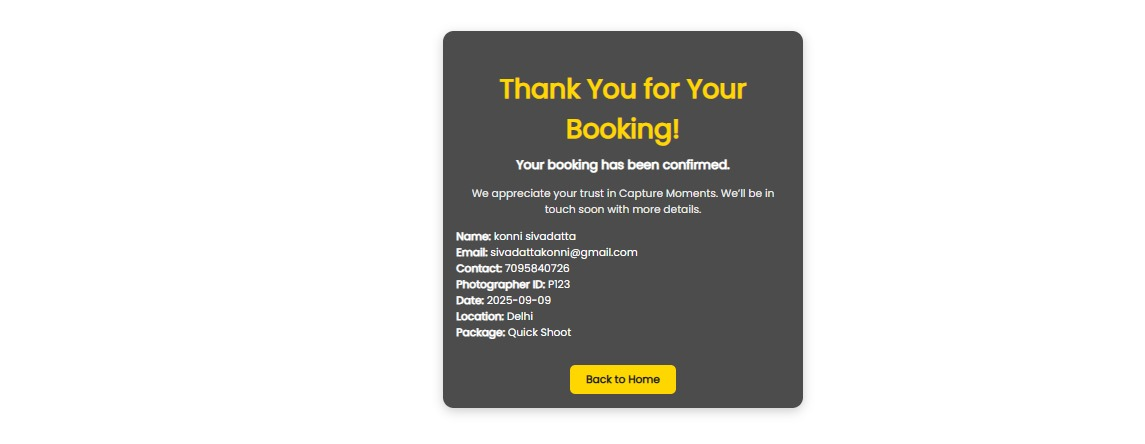 Thank You for Your
Booking!
Your booking has been confirmed.
We appreciate your trust in Capture Moments. We'll be in
touch soon with more details.
Name: konni sivadatta
Email: sivadattakonni@gmail.com
Contact: 7095840726
Photographer ID: P123
Date: 2025-09-09
Location: Delhi
Package: Quick Shoot
Back to Home